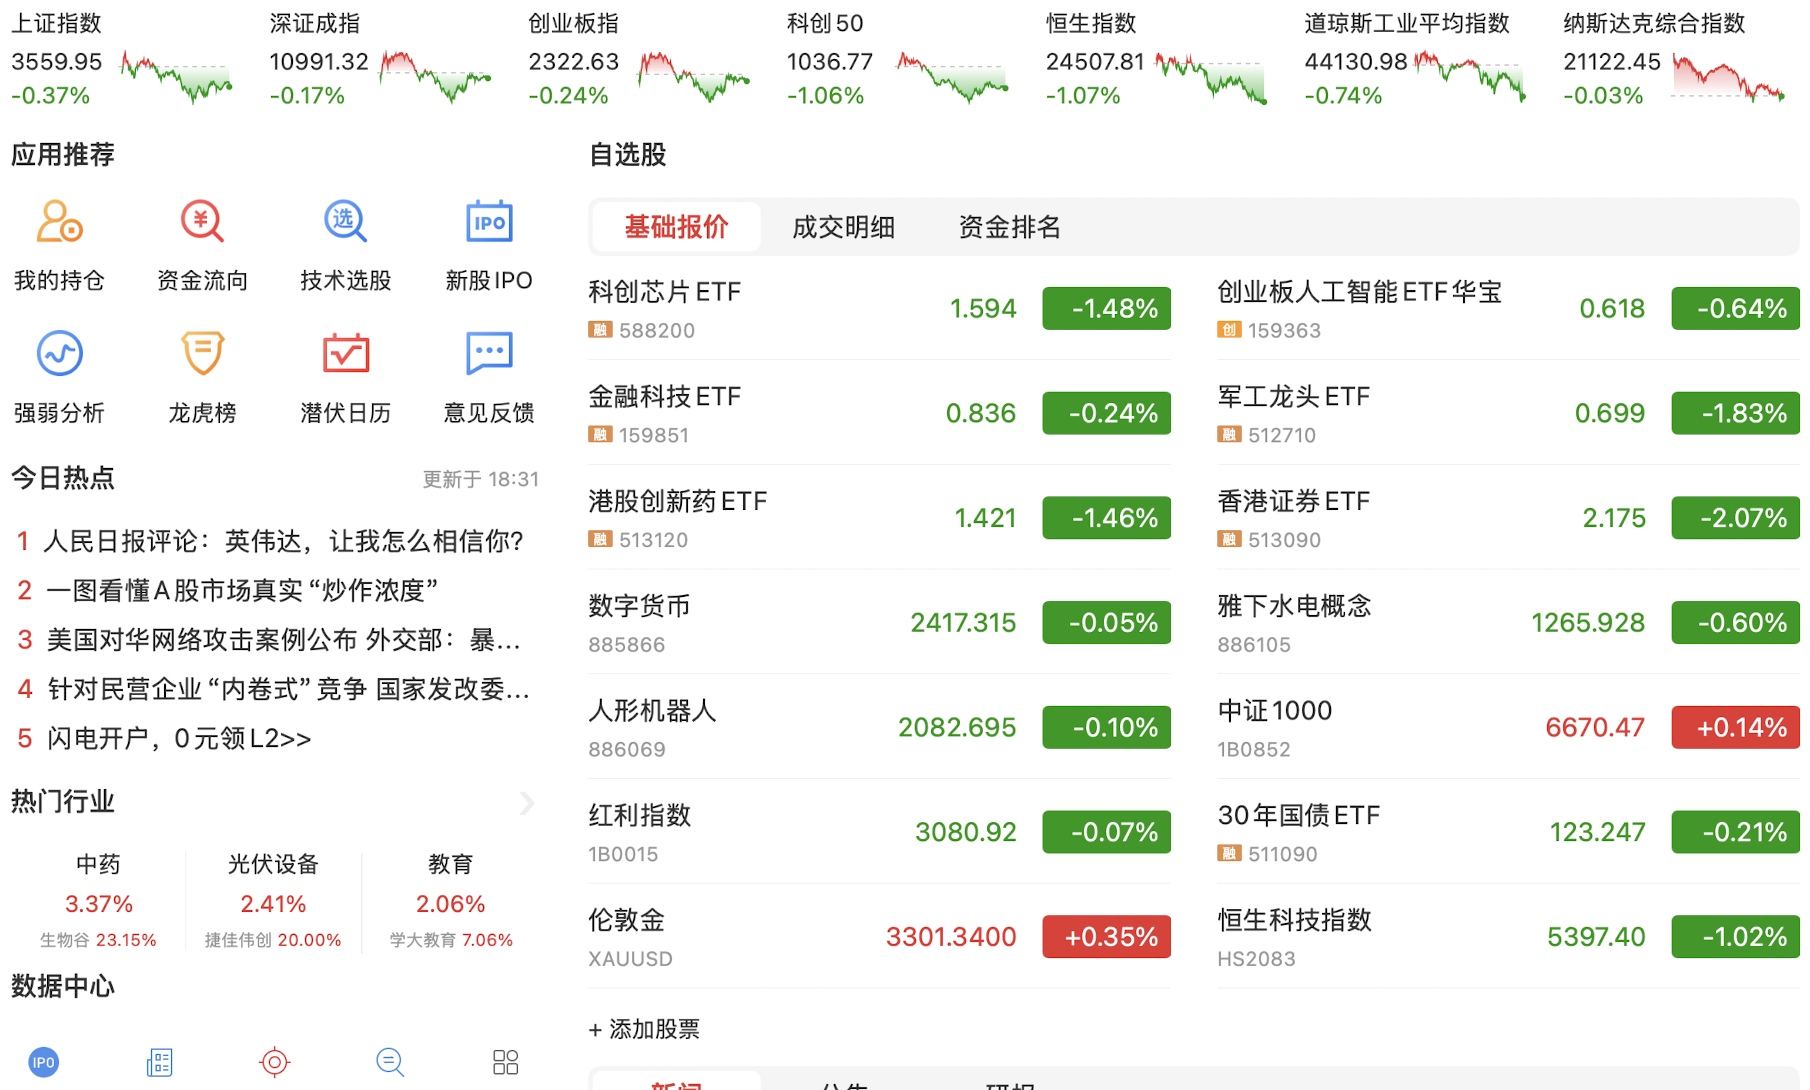 上证指数
3559.95
-0.37%
深证成指
10991.32
-0.17%
创业板指
2322.63
-0.24%
科创50
1036.77
-1.06%
恒生指数
24507.81
-1.07%
道琼斯工业平均指数
44130.98
-0.74%
纳斯达克综合指数
21122.45
-0.03%
应用推荐
¥
选
IPO
我的持仓
资金流向
技术选股
新股IPO
强弱分析
龙虎榜
潜伏日历
意见反馈
今日热点
更新于 18:31
1 人民日报评论：英伟达，让我怎么相信你？
2 一图看懂A股市场真实“炒作浓度”
3 美国对华网络攻击案例公布 外交部：暴...
4 针对民营企业“内卷式”竞争 国家发改委...
5 闪电开户，0元领L2>>
热门行业
中药
3.37%
生物谷 23.15%
光伏设备
2.41%
捷佳伟创 20.00%
教育
2.06%
学大教育 7.06%
数据中心
IPO
自选股
基础报价 成交明细 资金排名
科创芯片ETF
融 588200
1.594 -1.48%
创业板人工智能ETF华宝
创 159363
0.618 -0.64%
金融科技ETF
融 159851
0.836 -0.24%
军工龙头ETF
融 512710
0.699 -1.83%
港股创新药ETF
融 513120
1.421 -1.46%
香港证券ETF
融 513090
2.175 -2.07%
数字货币
885866
2417.315 -0.05%
雅下水电概念
886105
1265.928 -0.60%
人形机器人
886069
2082.695 -0.10%
中证1000
1B0852
6670.47 +0.14%
红利指数
1B0015
3080.92 -0.07%
30年国债ETF
融 511090
123.247 -0.21%
伦敦金
XAUUSD
3301.3400 +0.35%
恒生科技指数
HS2083
5397.40 -1.02%
+ 添加股票
新闻 公告 研报